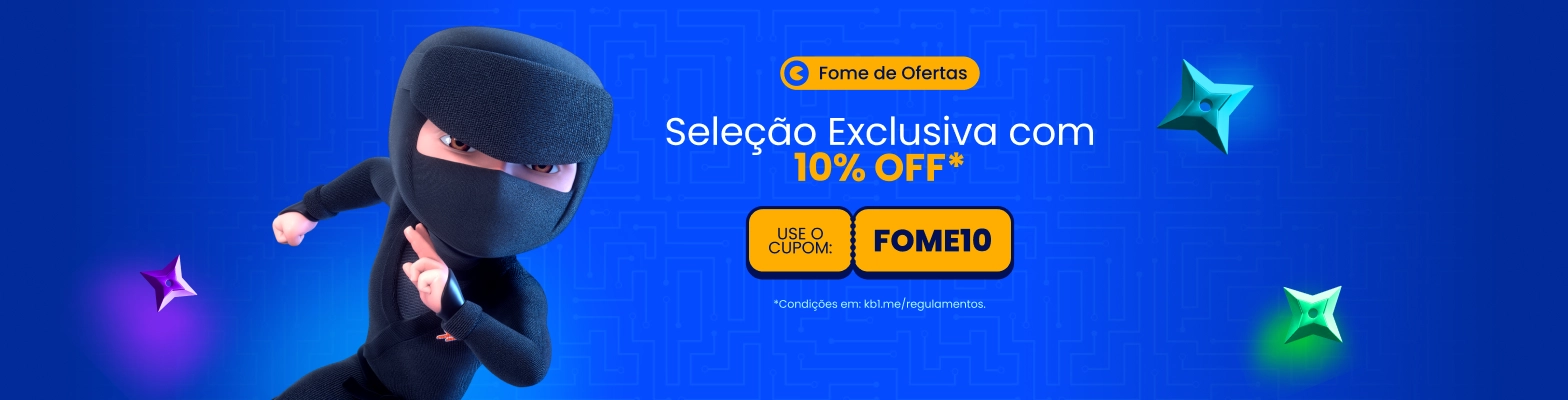 Fome de Ofertas
Seleção Exclusiva com
10% OFF*
USE O
CUPOM:
FOME10
*Condições em: kb1.me/regulamentos.